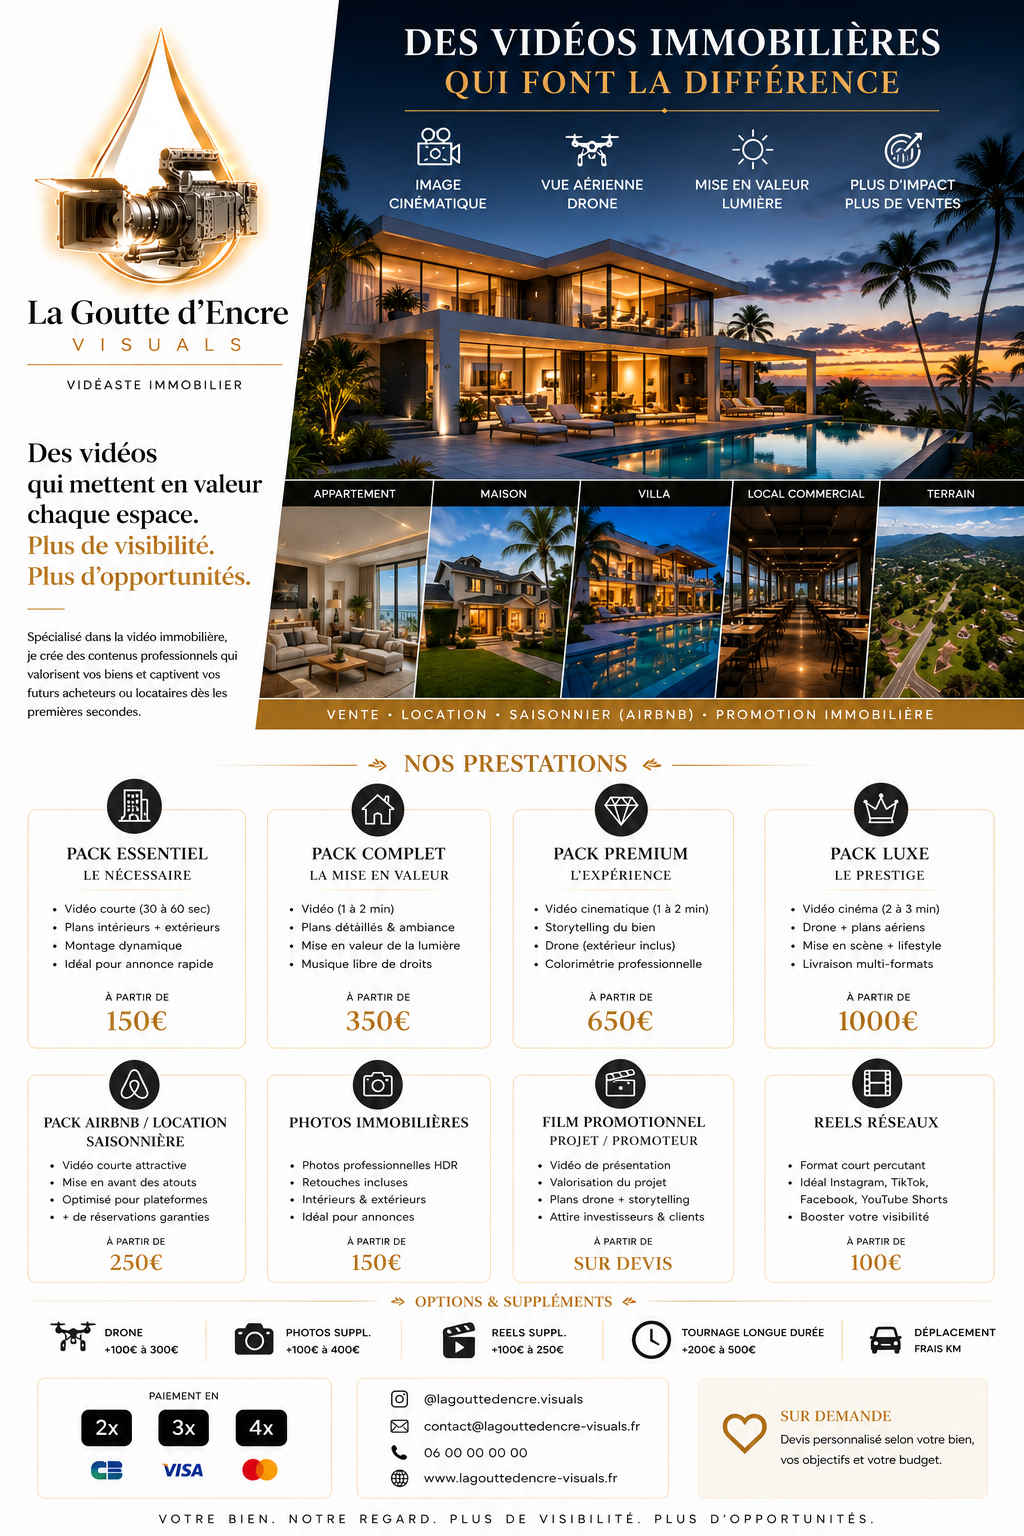 La Goutte d'Encre
VISUALS
VIDÉASTE IMMOBILIER
Des vidéos
qui mettent en valeur
chaque espace.
Plus de visibilité.
Plus d'opportunités.
Spécialisé dans la vidéo immobilière,
je crée des contenus professionnels qui
valorisent vos biens et captivent vos
futurs acheteurs ou locataires dès les
premières secondes.
DES VIDÉOS IMMOBILIÈRES
QUI FONT LA DIFFÉRENCE
IMAGE
CINÉMATIQUE
VUE AÉRIENNE
DRONE
MISE EN VALEUR
LUMIÈRE
PLUS D'IMPACT
PLUS DE VENTES
APPARTEMENT
MAISON
VILLA
LOCAL COMMERCIAL
TERRAIN
VENTE • LOCATION • SAISONNIER (AIRBNB) • PROMOTION IMMOBILIÈRE
NOS PRESTATIONS
PACK ESSENTIEL
LE NÉCESSAIRE
• Vidéo courte (30 à 60 sec)
• Plans intérieurs + extérieurs
• Montage dynamique
• Idéal pour annonce rapide
À PARTIR DE
150€
PACK COMPLET
LA MISE EN VALEUR
• Vidéo (1 à 2 min)
• Plans détaillés & ambiance
• Mise en valeur de la lumière
• Musique libre de droits
À PARTIR DE
350€
PACK PREMIUM
L'EXPÉRIENCE
• Vidéo cinematique (1 à 2 min)
• Storytelling du bien
• Drone (extérieur inclus)
• Colorimétrie professionnelle
À PARTIR DE
650€
PACK LUXE
LE PRESTIGE
• Vidéo cinéma (2 à 3 min)
• Drone + plans aériens
• Mise en scène + lifestyle
• Livraison multi-formats
À PARTIR DE
1000€
PACK AIRBNB / LOCATION
SAISONNIÈRE
• Vidéo courte attractive
• Mise en avant des atouts
• Optimisé pour plateformes
• + de réservations garanties
À PARTIR DE
250€
PHOTOS IMMOBILIÈRES
• Photos professionnelles HDR
• Retouches incluses
• Intérieurs & extérieurs
• Idéal pour annonces
À PARTIR DE
150€
FILM PROMOTIONNEL
PROJET / PROMOTEUR
• Vidéo de présentation
• Valorisation du projet
• Plans drone + storytelling
• Attire investisseurs & clients
À PARTIR DE
SUR DEVIS
REELS RÉSEAUX
• Format court percutant
• Idéal Instagram, TikTok,
Facebook, YouTube Shorts
• Booster votre visibilité
À PARTIR DE
100€
OPTIONS & SUPPLÉMENTS
DRONE
+100€ à 300€
PHOTOS SUPPL.
+100€ à 400€
REELS SUPPL.
+100€ à 250€
TOURNAGE LONGUE DURÉE
+200€ à 500€
DÉPLACEMENT
FRAIS KM
PAIEMENT EN
2x 3x 4x
CB VISA
@lagouttedencre.visuals
contact@lagouttedencre-visuals.fr
06 00 00 00 00
www.lagouttedencre-visuals.fr
SUR DEMANDE
Devis personnalisé selon votre bien,
vos objectifs et votre budget.
VOTRE BIEN. NOTRE REGARD. PLUS DE VISIBILITÉ. PLUS D'OPPORTUNITÉS.